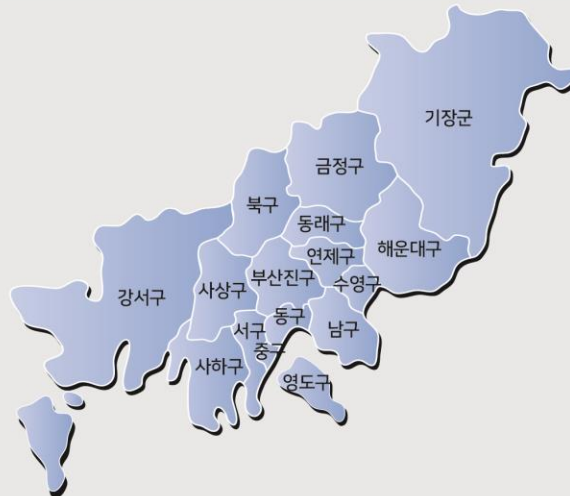 기장군
금정구
북구
동래구
해운대구
연제구
부산진구
수영구
사상구
강서구
동구
서구
남구
중구
사하구
영도구